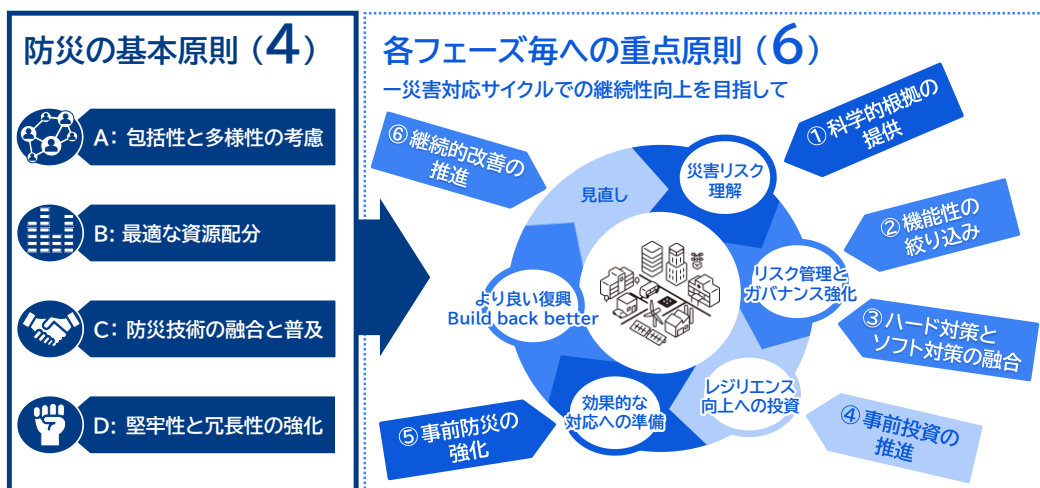 防災の基本原則（4）
A: 包括性と多様性の考慮
B: 最適な資源配分
C: 防災技術の融合と普及
D: 堅牢性と冗長性の強化
各フェーズ毎への重点原則（6）
ー災害対応サイクルでの継続性向上を目指して
①科学的根拠の
提供
②機能性の
絞り込み
③ハード対策と
ソフト対策の融合
④事前投資の
推進
⑤事前防災の
強化
⑥継続的改善の
推進
災害リスク
理解
リスク管理と
ガバナンス強化
レジリエンス
向上への投資
効果的な
対応への準備
より良い復興
Build back better
見直し